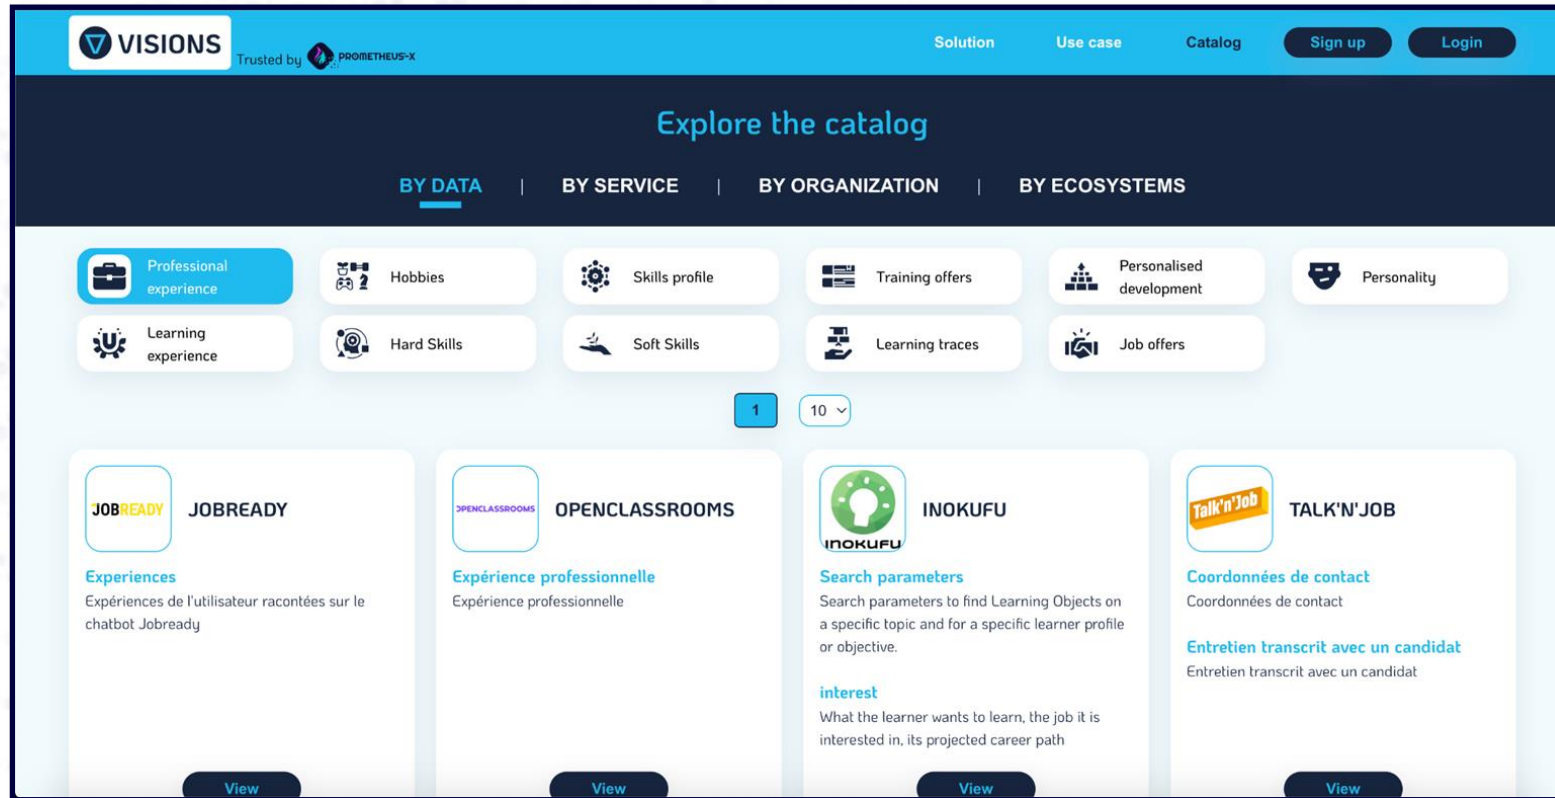 VISIONS
Trusted by PROMETHEUS-X
Solution
Use case
Catalog
Sign up
Login
Explore the catalog
BY DATA | BY SERVICE | BY ORGANIZATION | BY ECOSYSTEMS
Professional
experience
Hobbies
Skills profile
Training offers
Personalised
development
Personality
Learning
experience
Hard Skills
Soft Skills
Learning traces
Job offers
1
10
JOBREADY
JOBREADY
Experiences
Expériences de l'utilisateur racontées sur le
chatbot Jobready
View
OPENCLASSROOMS
OPENCLASSROOMS
Expérience professionnelle
Expérience professionnelle
View
INOKUFU
INOKUFU
Search parameters
Search parameters to find Learning Objects on
a specific topic and for a specific learner profile
or objective.
interest
What the learner wants to learn, the job it is
interested in, its projected career path
View
Talk'n'Job
TALK'N'JOB
Coordonnées de contact
Coordonnées de contact
Entretien transcrit avec un candidat
Entretien transcrit avec un candidat
View